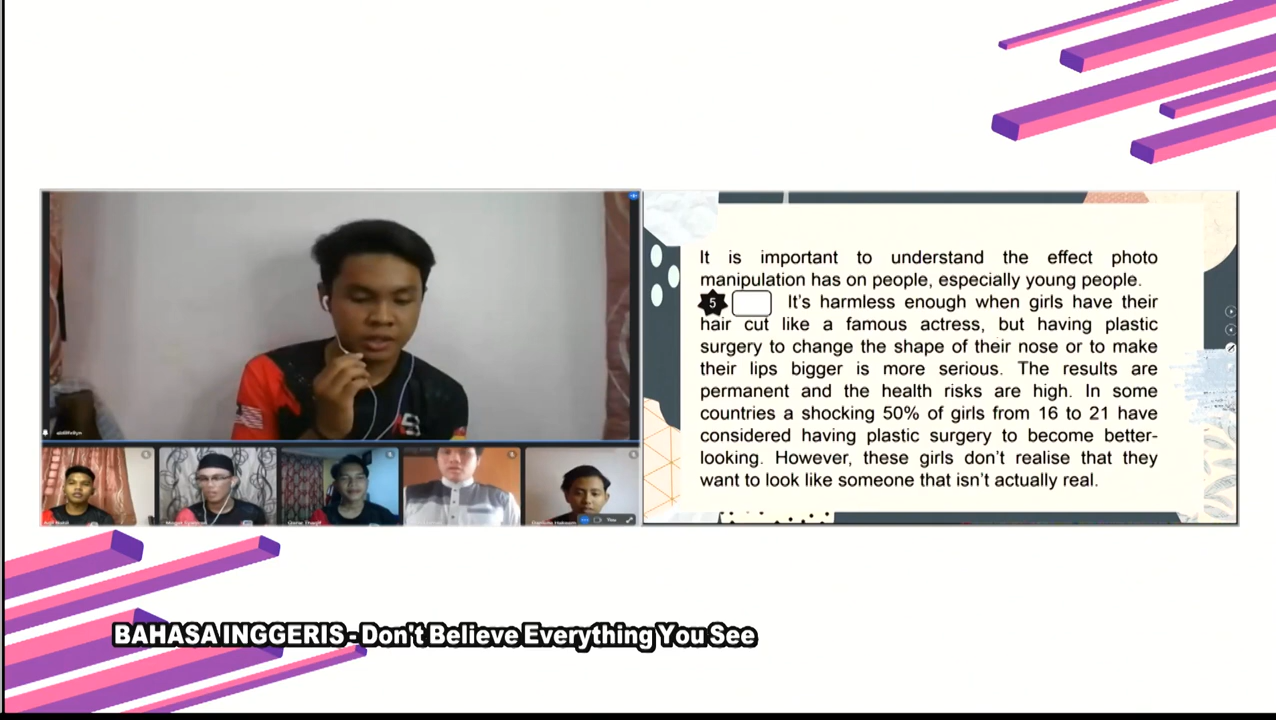 It is important to understand the effect photo
manipulation has on people, especially young people.
5 It's harmless enough when girls have their
hair cut like a famous actress, but having plastic
surgery to change the shape of their nose or to make
their lips bigger is more serious. The results are
permanent and the health risks are high. In some
countries a shocking 50% of girls from 16 to 21 have
considered having plastic surgery to become better-
looking. However, these girls don't realise that they
want to look like someone that isn't actually real.
BAHASA INGGERIS - Don't Believe Everything You See